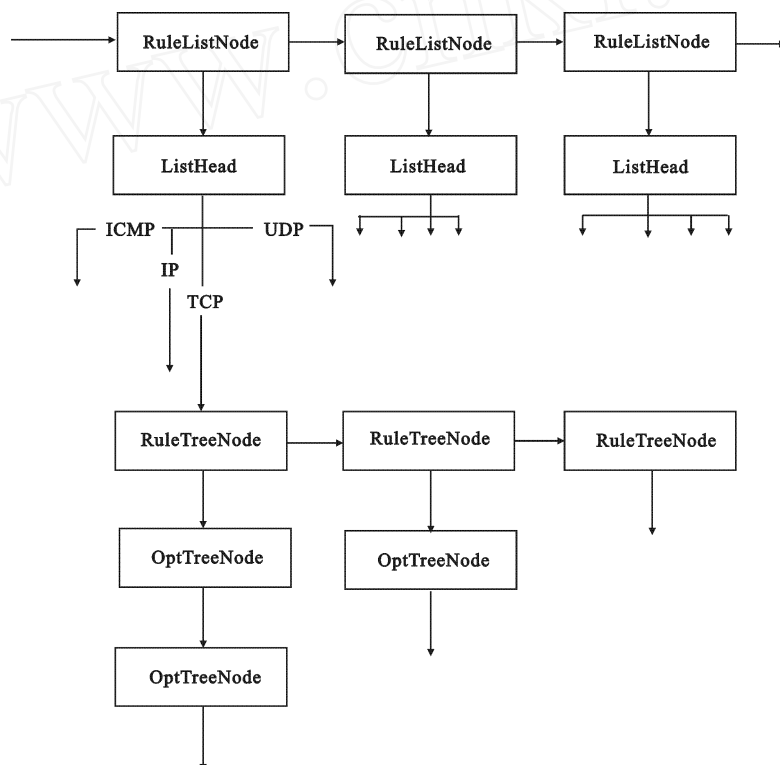 RuleListNode
RuleListNode
RuleListNode
ListHead
ListHead
ListHead
ICMP
UDP
IP
TCP
RuleTreeNode
RuleTreeNode
RuleTreeNode
OptTreeNode
OptTreeNode
OptTreeNode